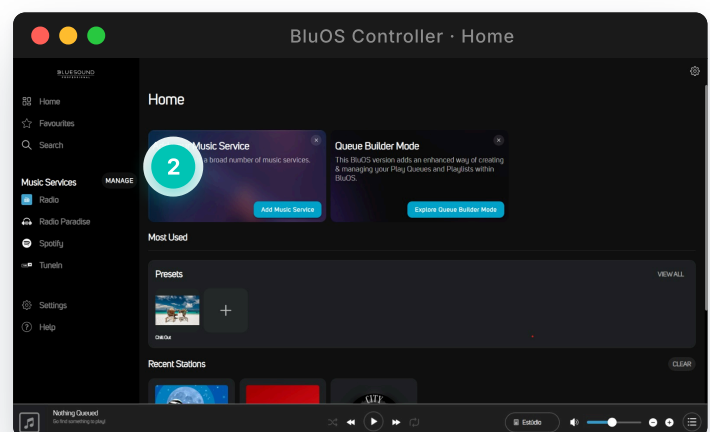 BluOS Controller · Home
BLUESOUND
PROFESSIONAL
Home
Favourites
Search
Music Services
MANAGE
Radio
Radio Paradise
Spotify
TuneIn
Settings
Help
Home
Music Service
a broad number of music services.
Add Music Service
2
Queue Builder Mode
This BluOS version adds an enhanced way of creating
& managing your Play Queues and Playlists within
BluOS.
Explore Queue Builder Mode
Most Used
Presets
VIEW ALL
Chill Out
Recent Stations
CLEAR
CITY
Nothing Queued
Go find something to play!
Estúdio